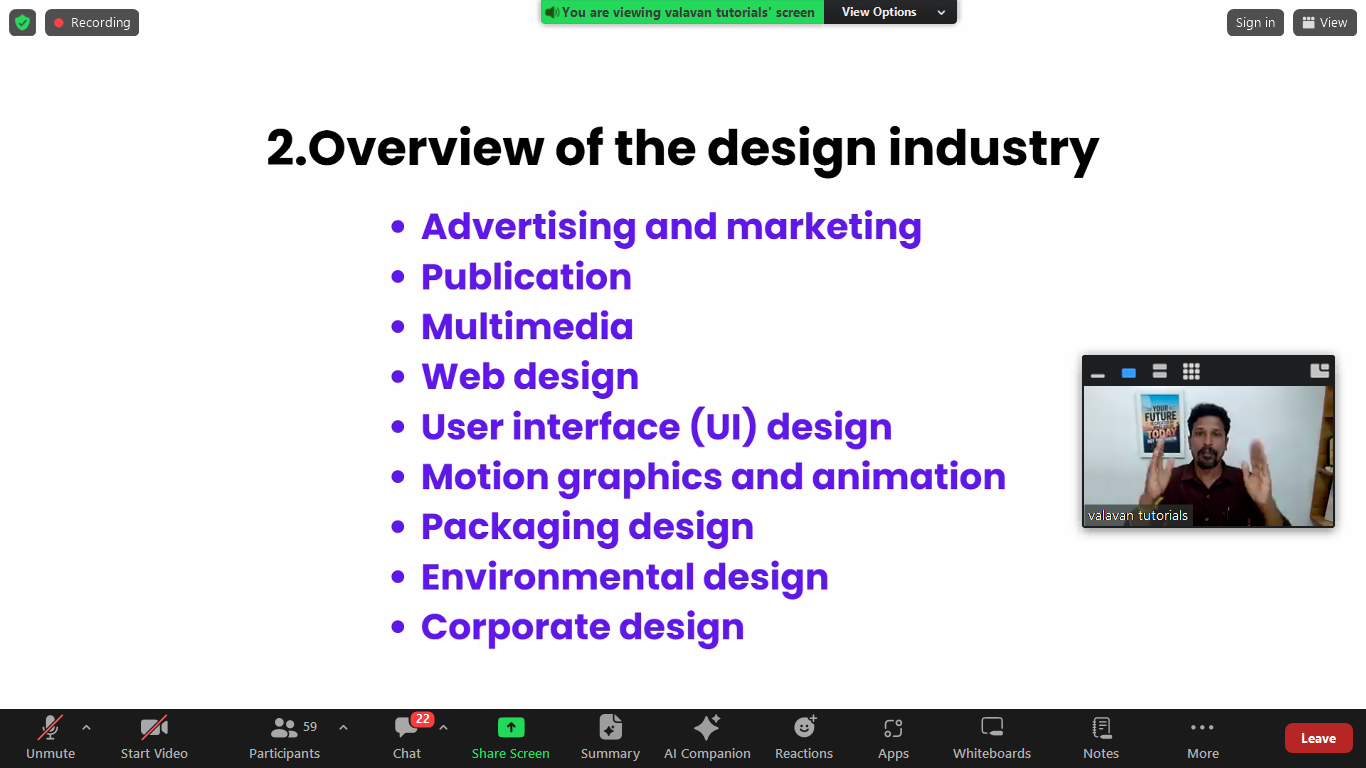 Recording
You are viewing valavan tutorials' screen
View Options
Sign in
View
2.Overview of the design industry
• Advertising and marketing
• Publication
• Multimedia
• Web design
• User interface (UI) design
• Motion graphics and animation
• Packaging design
• Environmental design
• Corporate design
YOUR
FUTURE
TODAY
valavan tutorials
Unmute
Start Video
59
Participants
22
Chat
Share Screen
Summary
AI Companion
Reactions
Apps
Whiteboards
Notes
More
Leave